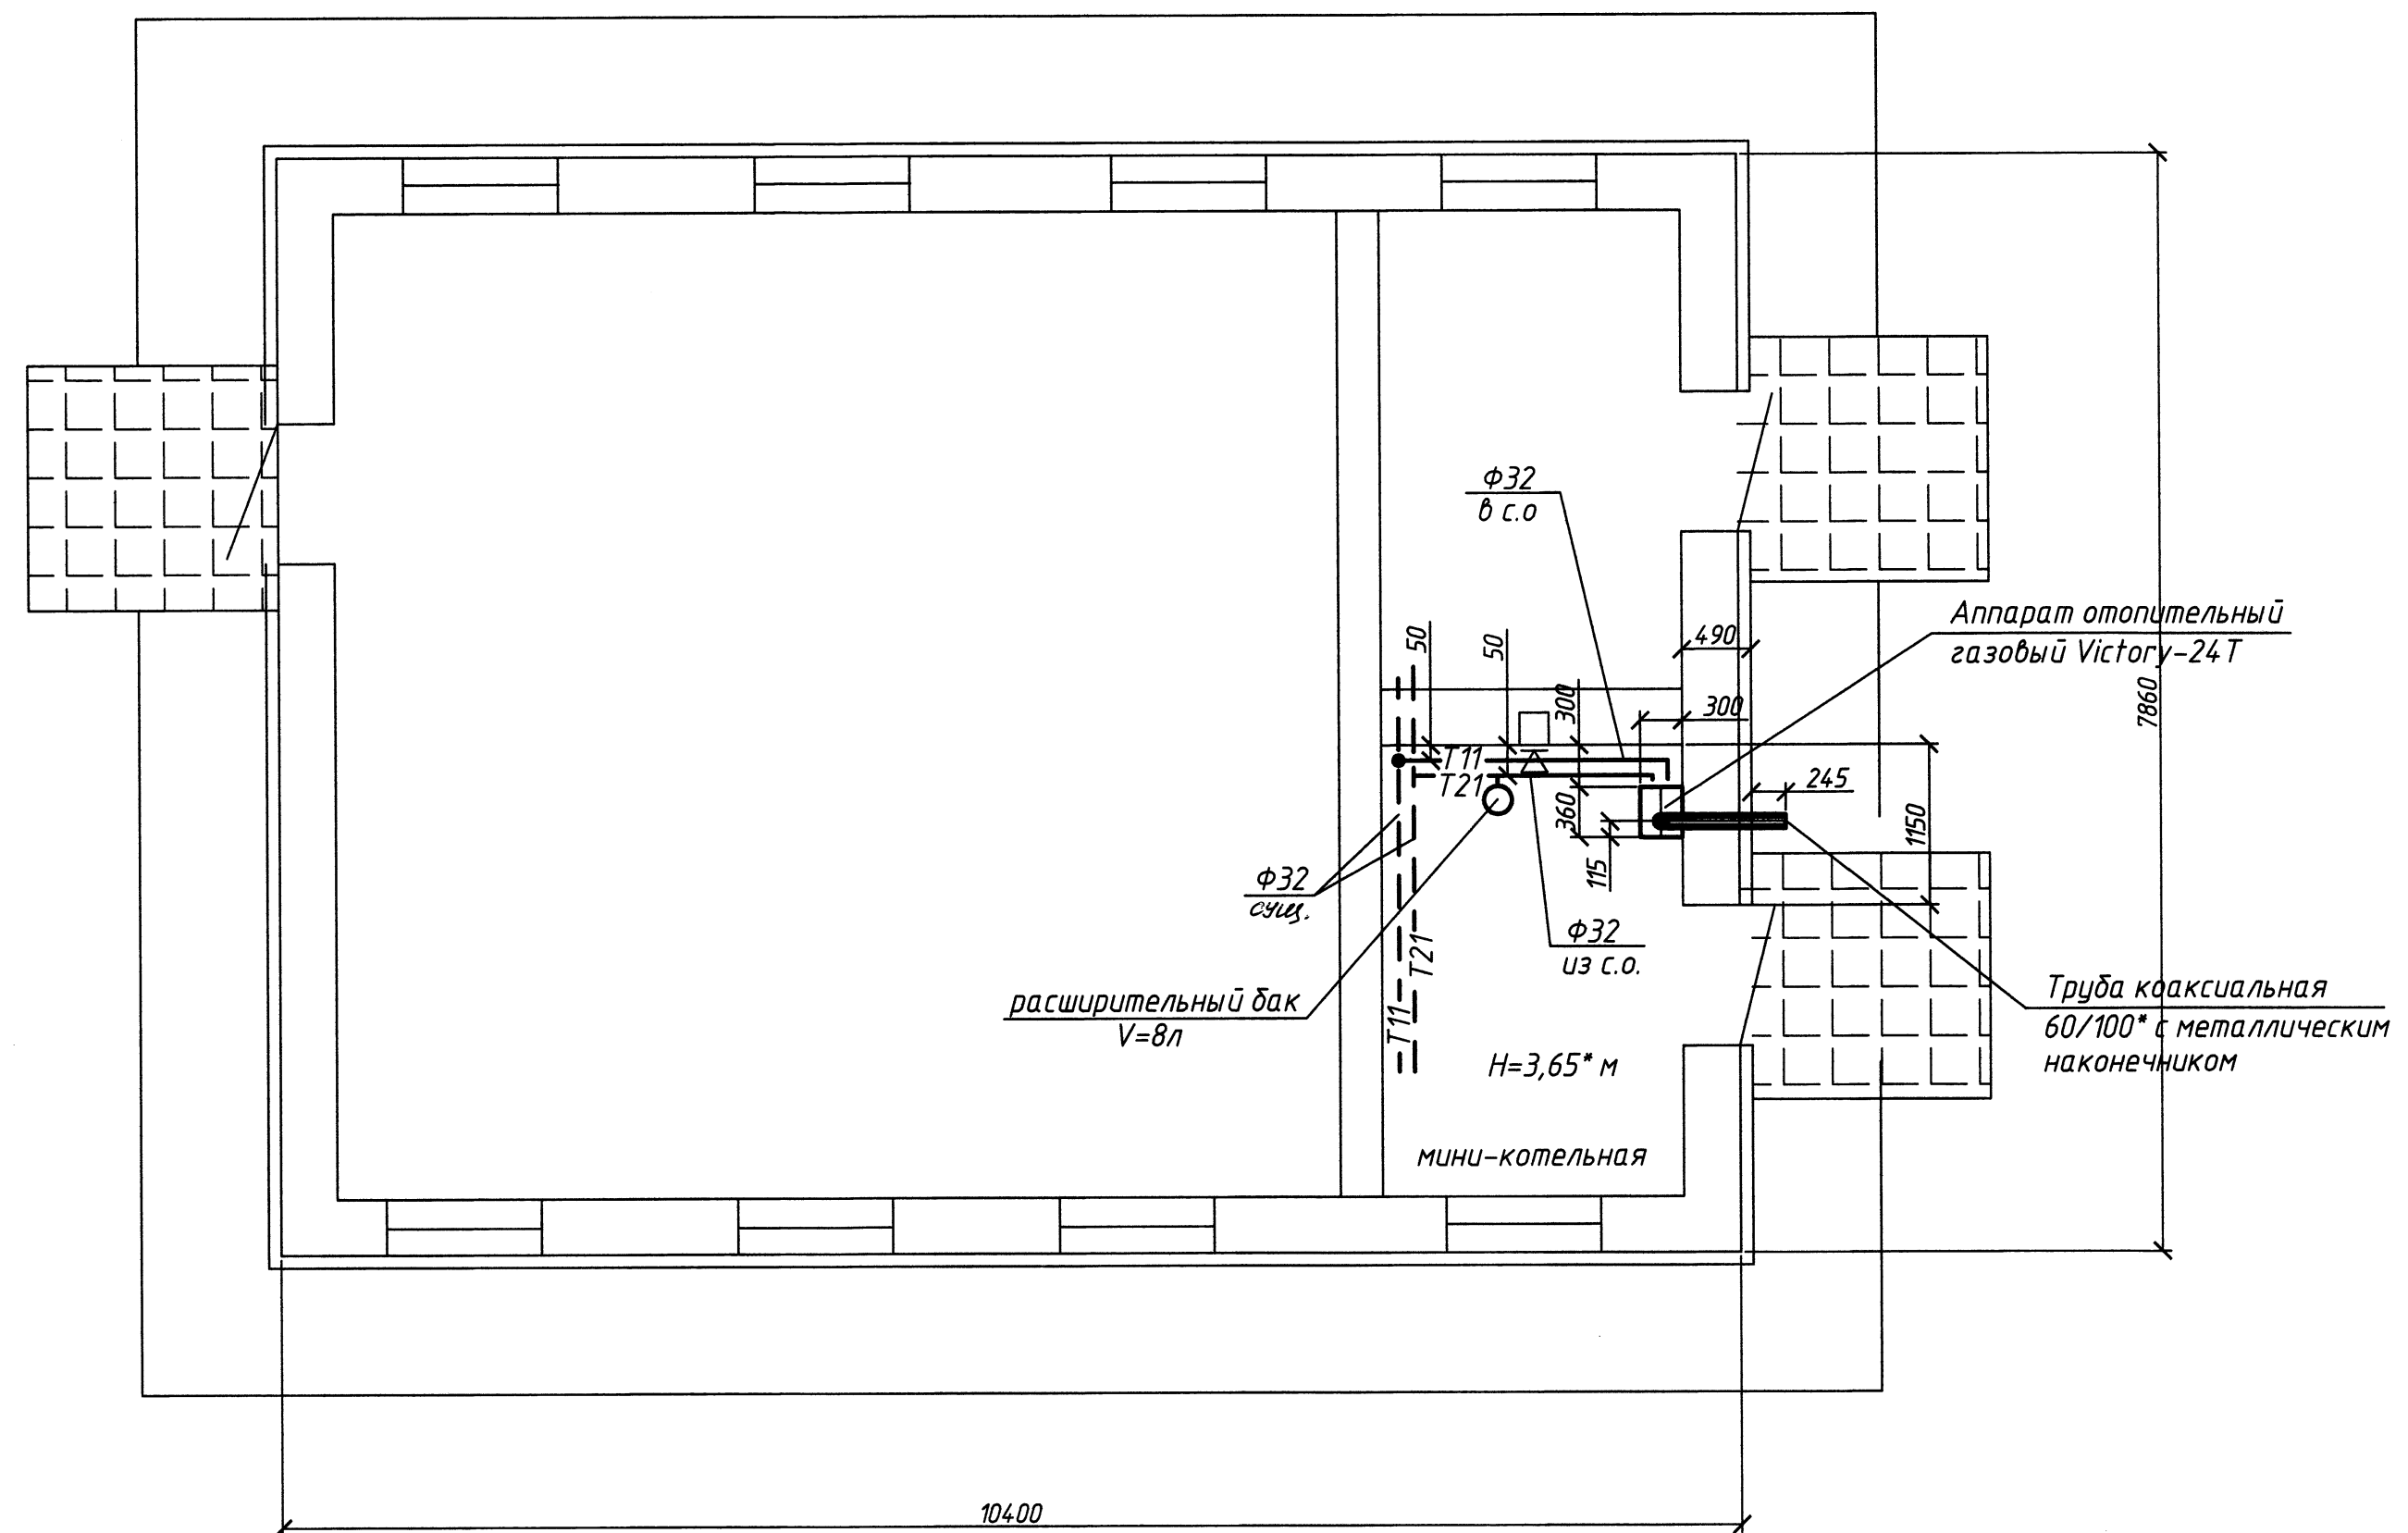 Ф32
в с.о
Аппарат отопительный
газовый Victory-24Т
490
50
50
300
300
7860
Т11
Т21
245
360
1150
115
Ф32
сущ.
Ф32
из с.о.
Т21
Т11
расширительный бак
V=8л
Труба коаксиальная
60/100* с металлическим
наконечником
Н=3,65* м
мини-котельная
10400